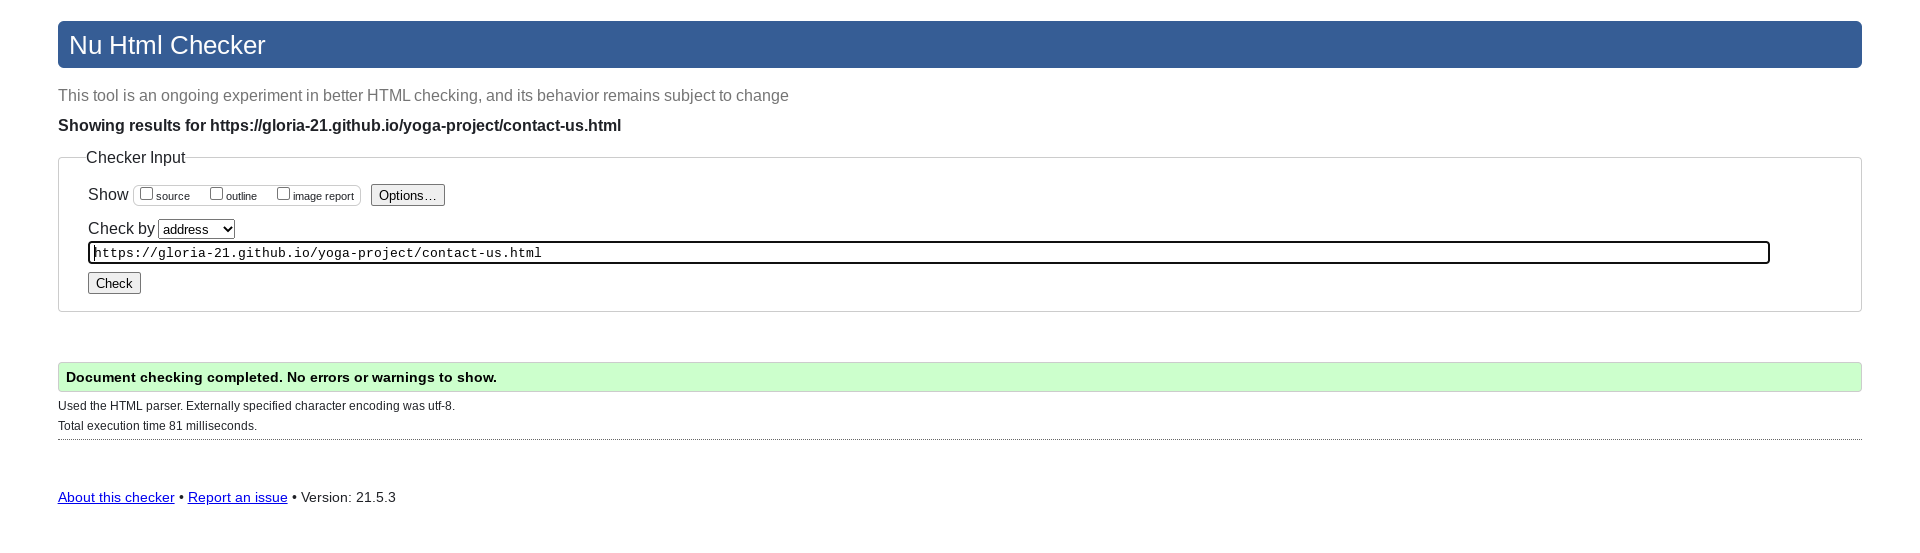 Nu Html Checker
This tool is an ongoing experiment in better HTML checking, and its behavior remains subject to change
Showing results for https://gloria-21.github.io/yoga-project/contact-us.html
Checker Input
Show source outline image report Options...
Check by address
https://gloria-21.github.io/yoga-project/contact-us.html
Check
Document checking completed. No errors or warnings to show.
Used the HTML parser. Externally specified character encoding was utf-8.
Total execution time 81 milliseconds.
About this checker • Report an issue • Version: 21.5.3